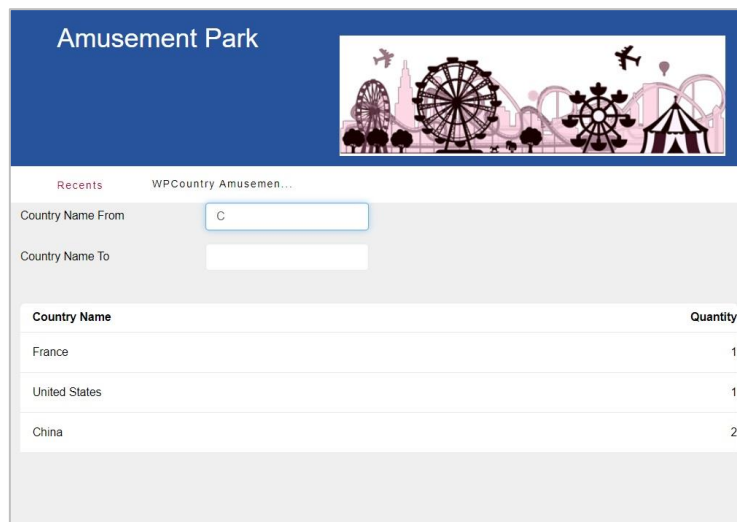 Amusement Park
Recents WPCountry Amusemen...
Country Name From C
Country Name To
Country Name Quantity
France 1
United States 1
China 2